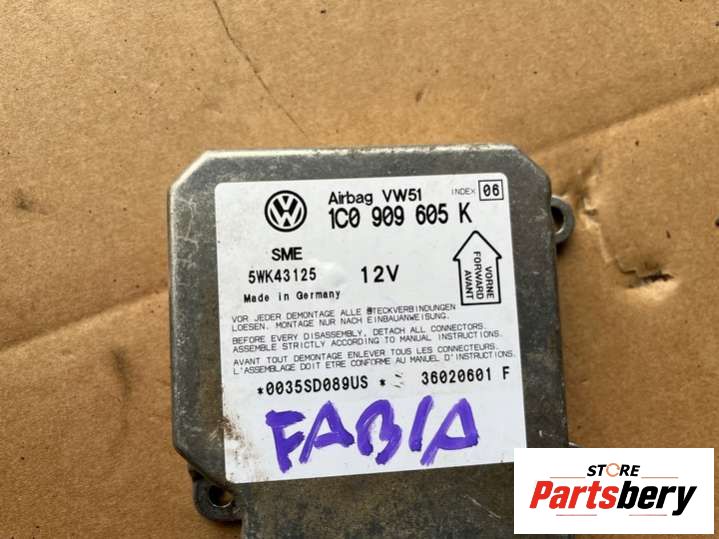 Airbag VW51
INDEX 06
1C0 909 605 K
SME
5WK43125
12V
Made in Germany
VORNE
FORWARD
AVANT
VOR JEDER DEMONTAGE ALLE STECKVERBINDUNGEN
LOESEN. MONTAGE NUR NACH EINBAUANWEISUNG.
BEFORE EVERY DISASSEMBLY, DETACH ALL CONNECTORS.
ASSEMBLE STRICTLY ACCORDING TO MANUAL INSTRUCTIONS.
AVANT TOUT DEMONTAGE ENLEVER TOUS LES CONNECTEURS.
L'ASSEMBLAGE DOIT ETRE CONFORME AU MANUEL D'INSTRUCTIONS.
*0035SD089US * 36020601 F
FABIA
STORE
Partsbery